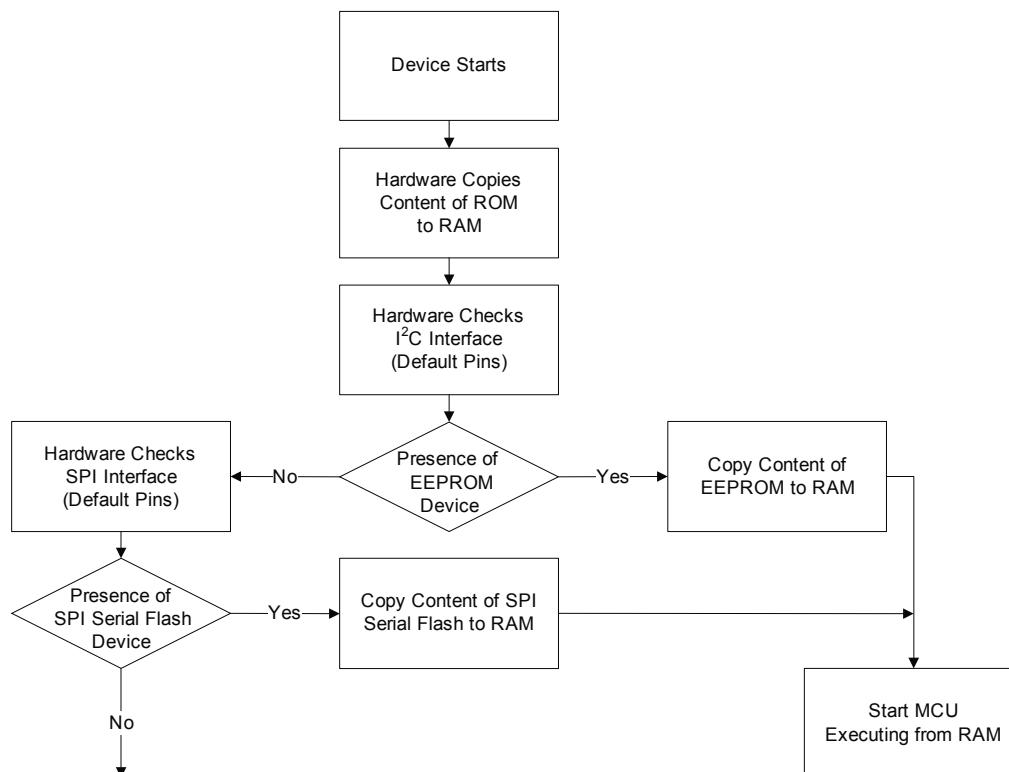 Device Starts
Hardware Copies
Content of ROM
to RAM
Hardware Checks
I²C Interface
(Default Pins)
Hardware Checks
SPI Interface
(Default Pins)
No
Presence of
EEPROM
Device
Yes
Copy Content of
EEPROM to RAM
Presence of
SPI Serial Flash
Device
Yes
Copy Content of SPI
Serial Flash to RAM
No
Start MCU
Executing from RAM